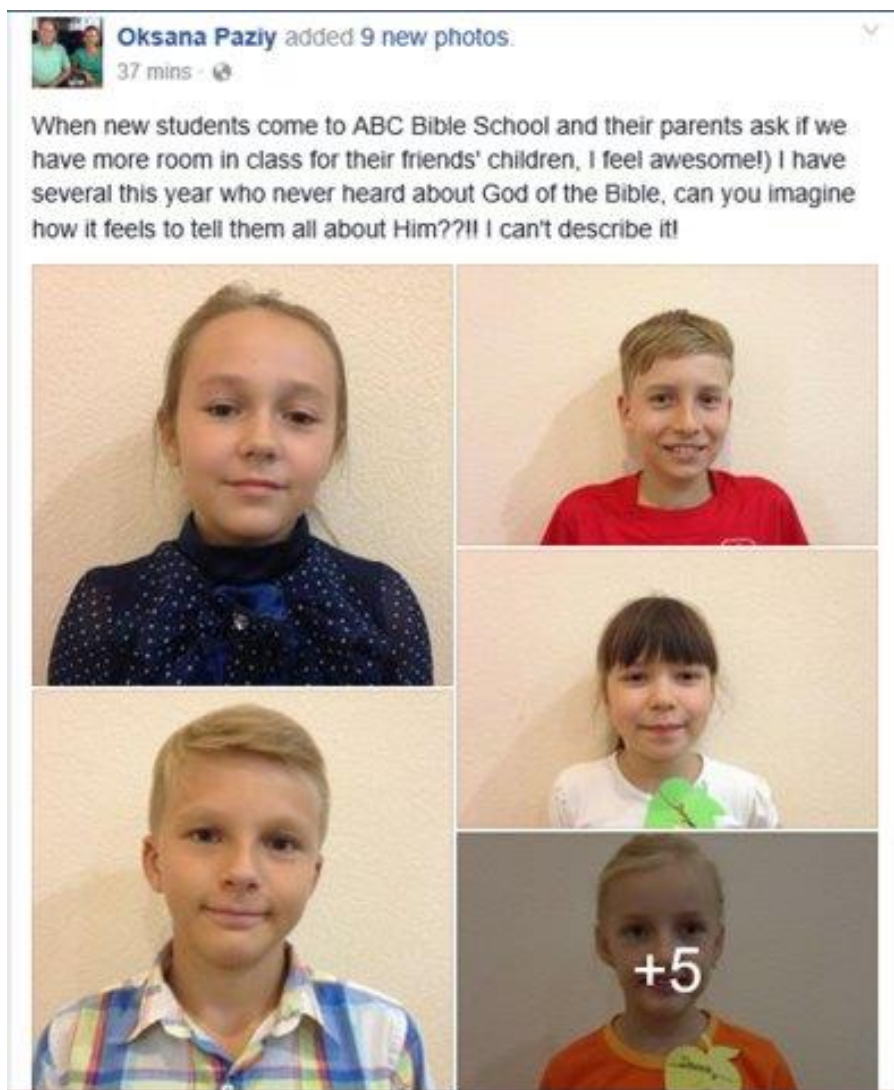 Oksana Paziy added 9 new photos.
37 mins ·
When new students come to ABC Bible School and their parents ask if we
have more room in class for their friends' children, I feel awesome!) I have
several this year who never heard about God of the Bible, can you imagine
how it feels to tell them all about Him??!! I can't describe it!
+5